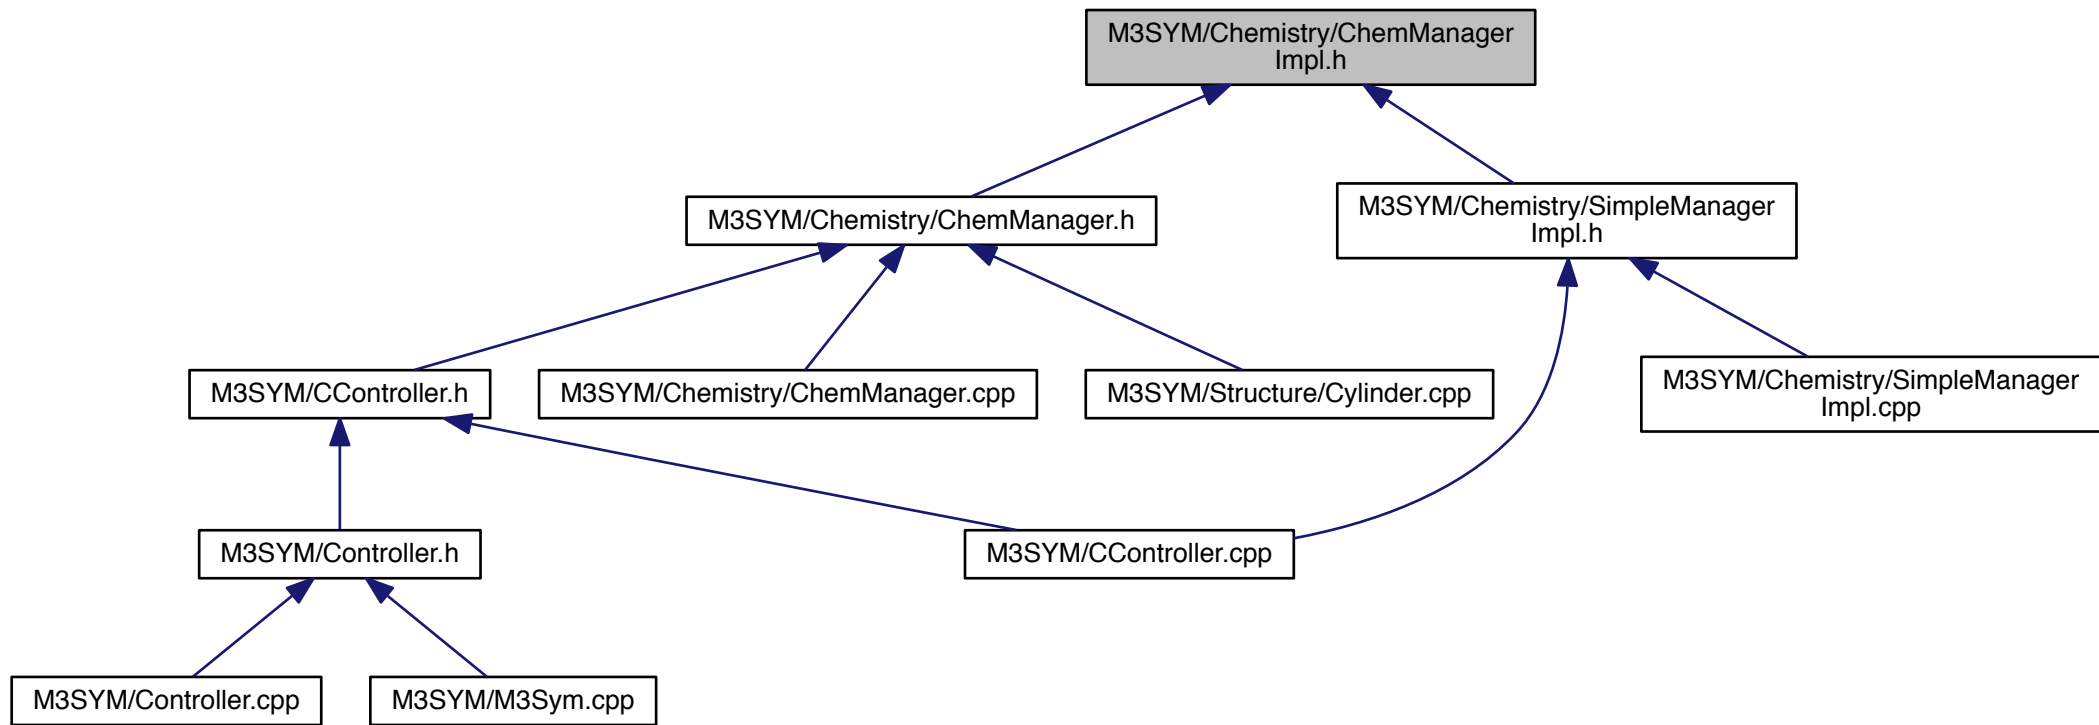 M3SYM/Chemistry/ChemManager
Impl.h
M3SYM/Chemistry/ChemManager.h
M3SYM/Chemistry/SimpleManager
Impl.h
M3SYM/CController.h
M3SYM/Chemistry/ChemManager.cpp
M3SYM/Structure/Cylinder.cpp
M3SYM/Chemistry/SimpleManager
Impl.cpp
M3SYM/Controller.h
M3SYM/CController.cpp
M3SYM/Controller.cpp
M3SYM/M3Sym.cpp